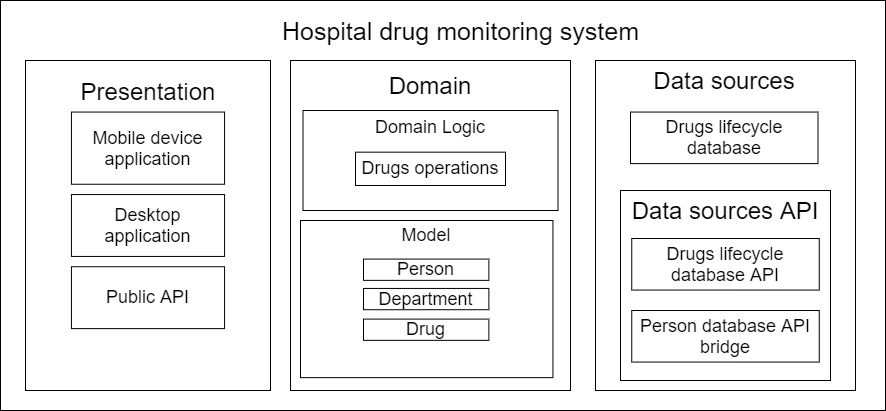 Hospital drug monitoring system
Presentation
Mobile device
application
Desktop
application
Public API
Domain
Domain Logic
Drugs operations
Model
Person
Department
Drug
Data sources
Drugs lifecycle
database
Data sources API
Drugs lifecycle
database API
Person database API
bridge